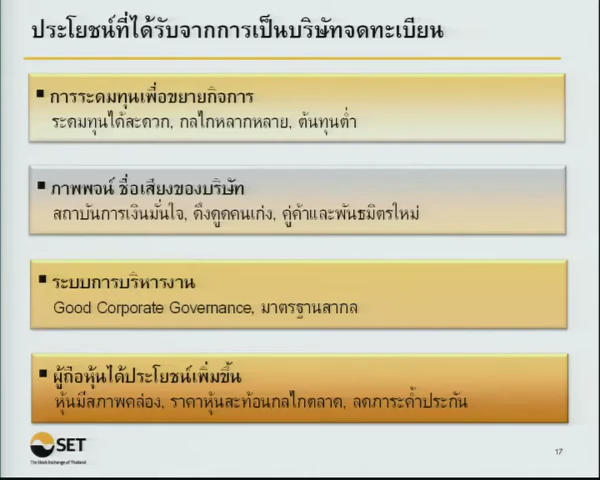 ประโยชน์ที่ได้รับจากการเป็นบริษัทจดทะเบียน
▪ การระดมทุนเพื่อขยายกิจการ
ระดมทุนได้สะดวก, กลไกหลากหลาย, ต้นทุนต่ำ
▪ ภาพพจน์ ชื่อเสียงของบริษัท
สถาบันการเงินมั่นใจ, ดึงดูดคนเก่ง, คู่ค้าและพันธมิตรใหม่
▪ ระบบการบริหารงาน
Good Corporate Governance, มาตรฐานสากล
▪ ผู้ถือหุ้นได้ประโยชน์เพิ่มขึ้น
หุ้นมีสภาพคล่อง, ราคาหุ้นสะท้อนกลไกตลาด, ลดภาระค้ำประกัน
SET
The Stock Exchange of Thailand
17